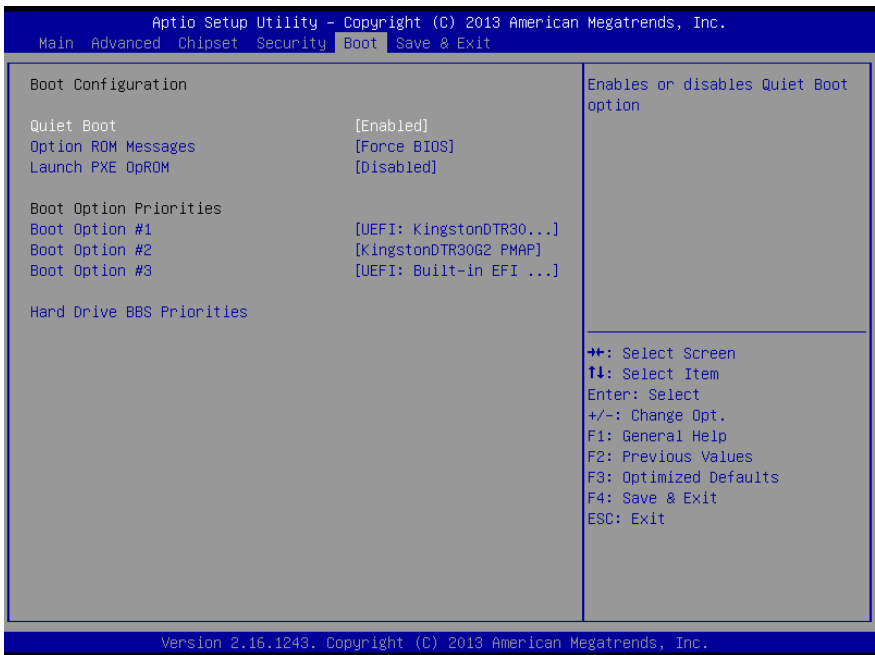 Aptio Setup Utility – Copyright (C) 2013 American Megatrends, Inc.
Main Advanced Chipset Security Boot Save & Exit
Boot Configuration
Quiet Boot [Enabled]
Option ROM Messages [Force BIOS]
Launch PXE OpROM [Disabled]
Boot Option Priorities
Boot Option #1 [UEFI: KingstonDTR30...]
Boot Option #2 [KingstonDTR30G2 PMAP]
Boot Option #3 [UEFI: Built-in EFI ...]
Hard Drive BBS Priorities
Enables or disables Quiet Boot
option
→←: Select Screen
↑↓: Select Item
Enter: Select
+/-: Change Opt.
F1: General Help
F2: Previous Values
F3: Optimized Defaults
F4: Save & Exit
ESC: Exit
Version 2.16.1243. Copyright (C) 2013 American Megatrends, Inc.